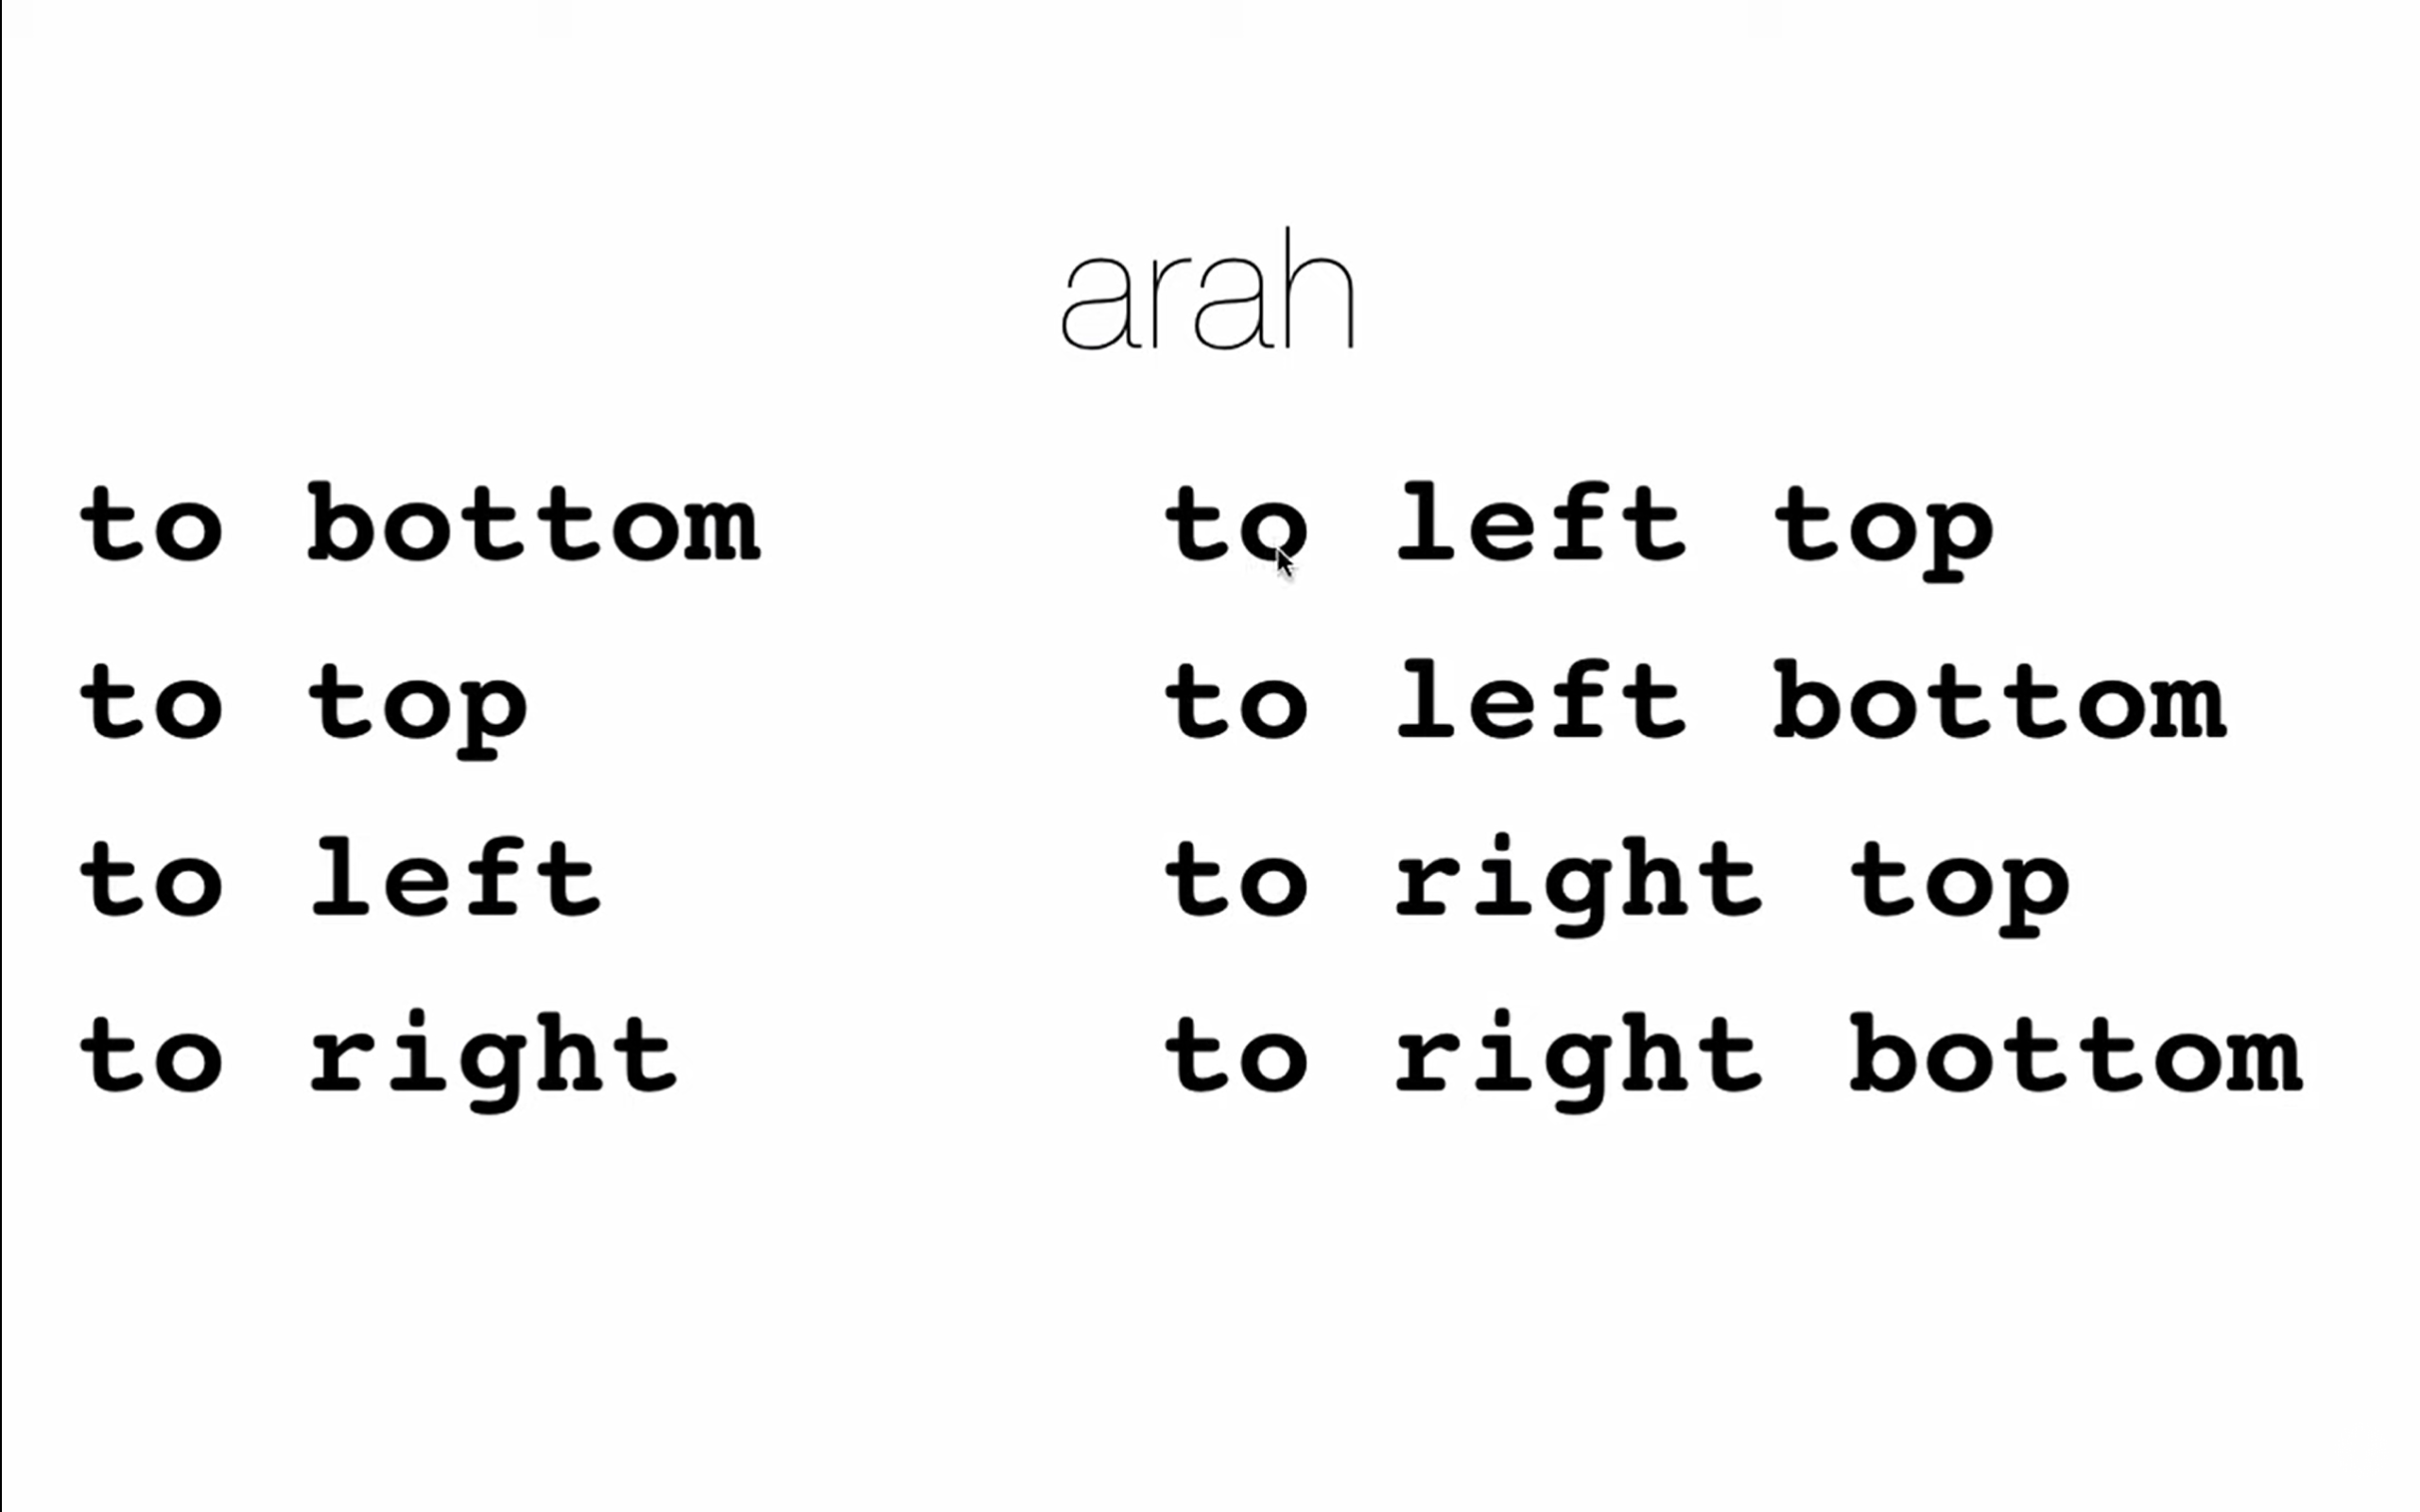 arah
to bottom
to top
to left
to right
to left top
to left bottom
to right top
to right bottom